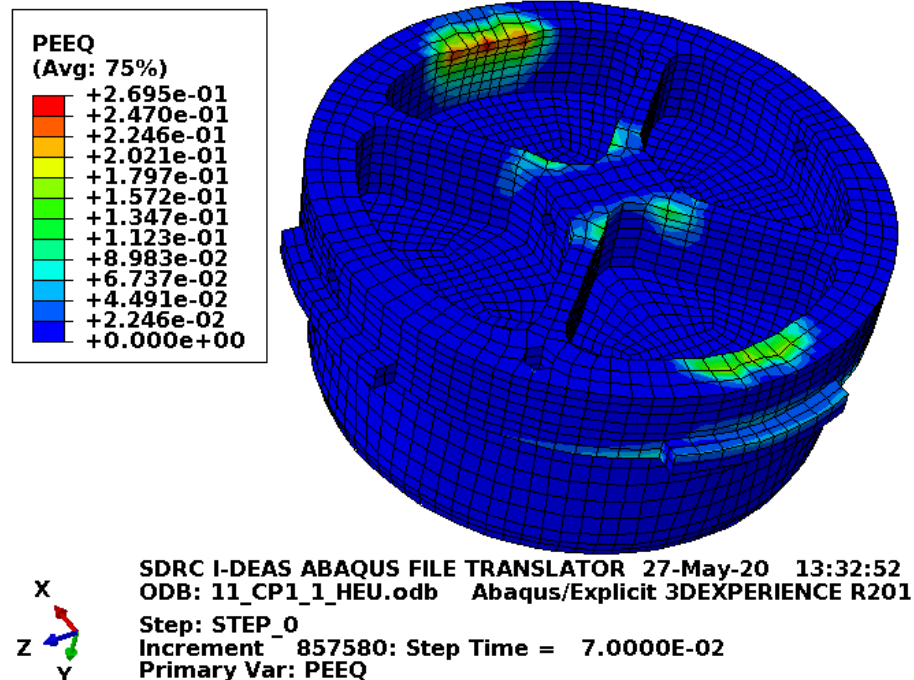 PEEQ
(Avg: 75%)
+2.695e-01
+2.470e-01
+2.246e-01
+2.021e-01
+1.797e-01
+1.572e-01
+1.347e-01
+1.123e-01
+8.983e-02
+6.737e-02
+4.491e-02
+2.246e-02
+0.000e+00
SDRC I-DEAS ABAQUS FILE TRANSLATOR 27-May-20 13:32:52
ODB: 11_CP1_1_HEU.odb Abaqus/Explicit 3DEXPERIENCE R201
X
Z
Y
Step: STEP_0
Increment 857580: Step Time = 7.0000E-02
Primary Var: PEEQ